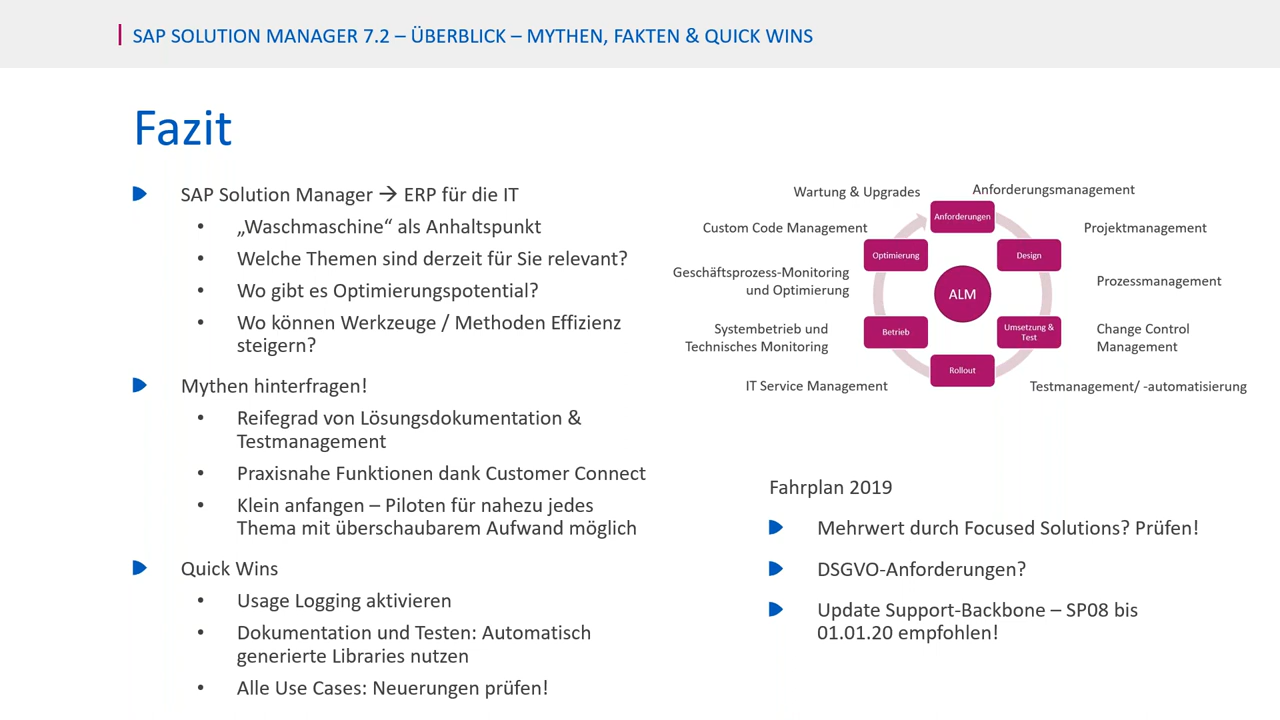 SAP SOLUTION MANAGER 7.2 – ÜBERBLICK – MYTHEN, FAKTEN & QUICK WINS
Fazit
SAP Solution Manager → ERP für die IT
• „Waschmaschine“ als Anhaltspunkt
• Welche Themen sind derzeit für Sie relevant?
• Wo gibt es Optimierungspotential?
• Wo können Werkzeuge / Methoden Effizienz
steigern?
Mythen hinterfragen!
• Reifegrad von Lösungsdokumentation &
Testmanagement
• Praxisnahe Funktionen dank Customer Connect
• Klein anfangen – Piloten für nahezu jedes
Thema mit überschaubarem Aufwand möglich
Quick Wins
• Usage Logging aktivieren
• Dokumentation und Testen: Automatisch
generierte Libraries nutzen
• Alle Use Cases: Neuerungen prüfen!
Wartung & Upgrades
Anforderungsmanagement
Anforderungen
Custom Code Management
Projektmanagement
Optimierung
Design
Geschäftsprozess-Monitoring
und Optimierung
Prozessmanagement
ALM
Systembetrieb und
Technisches Monitoring
Betrieb
Umsetzung &
Test
Change Control
Management
Rollout
IT Service Management
Testmanagement/ -automatisierung
Fahrplan 2019
Mehrwert durch Focused Solutions? Prüfen!
DSGVO-Anforderungen?
Update Support-Backbone – SP08 bis
01.01.20 empfohlen!